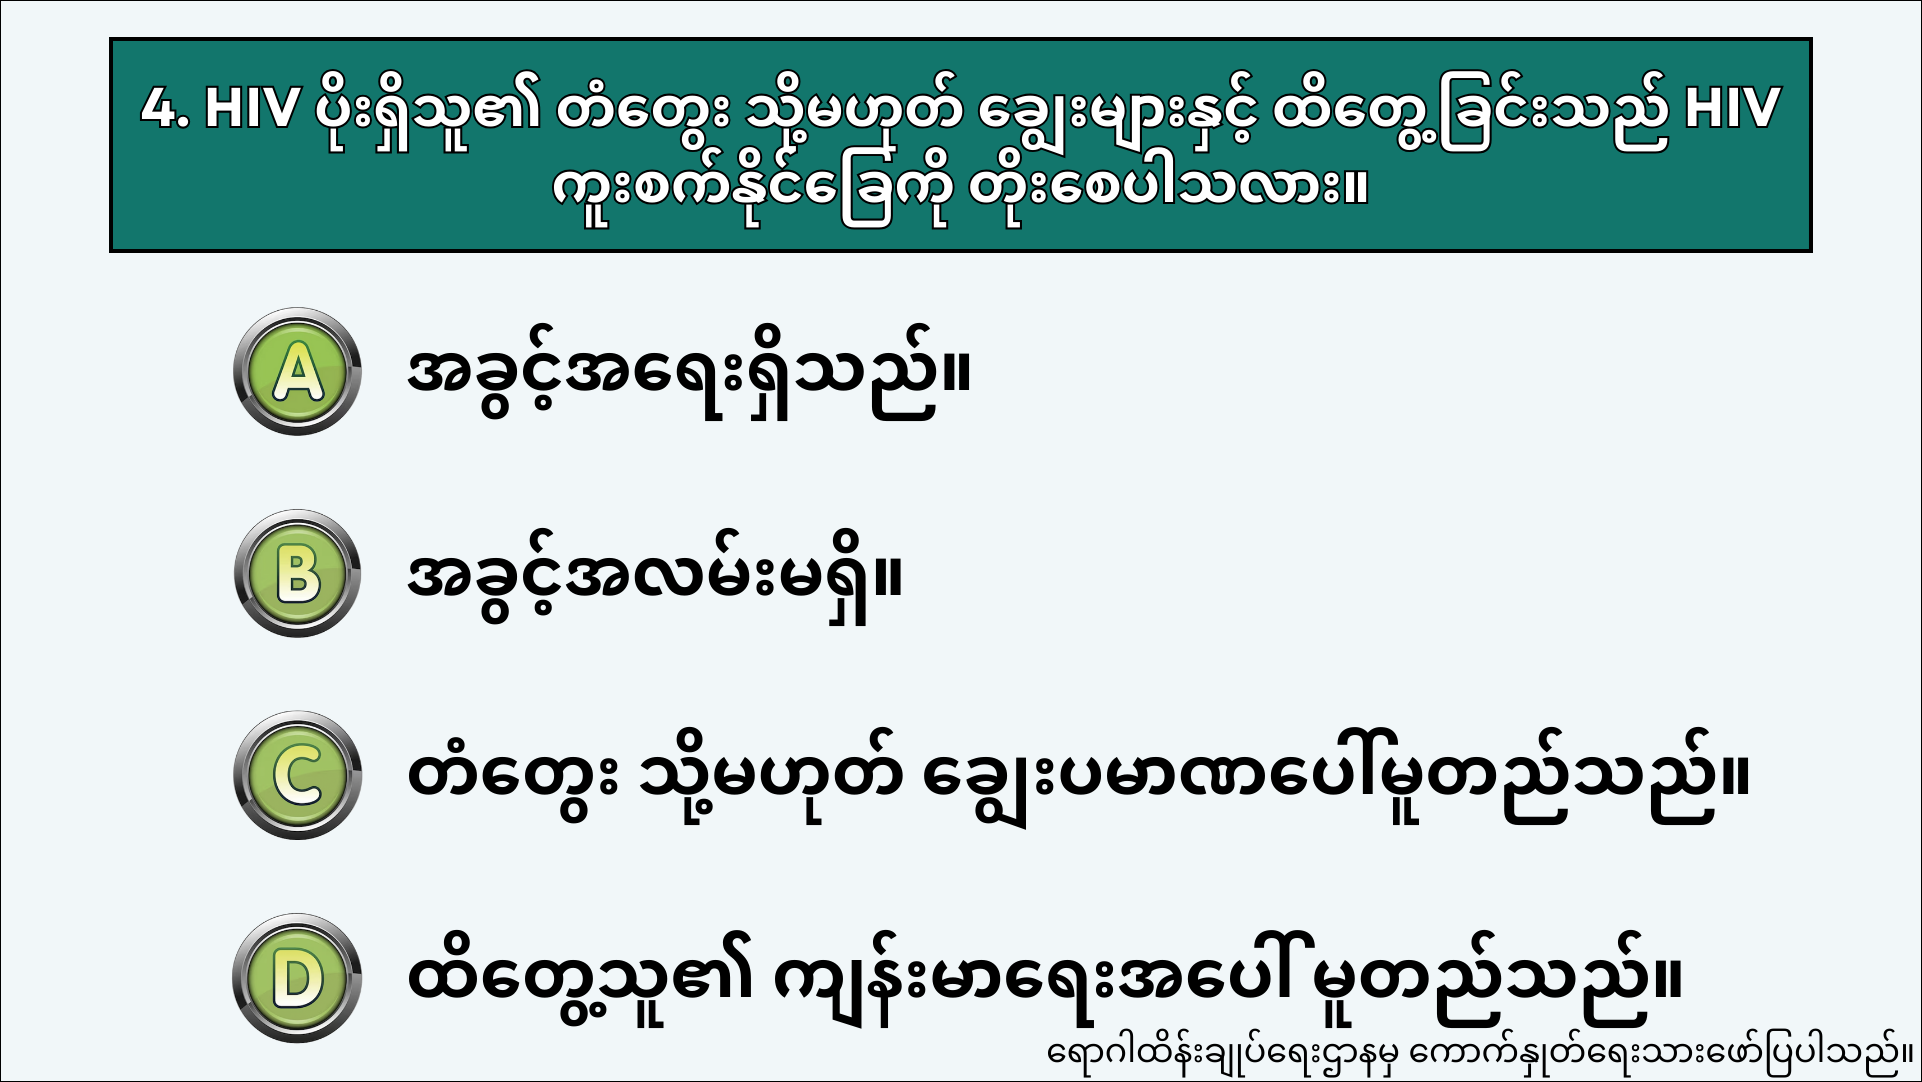 4. HIV ပိုးရှိသူ၏ တံတွေး သို့မဟုတ် ချွေးများနှင့် ထိတွေ့ခြင်းသည် HIV
ကူးစက်နိုင်ခြေကို တိုးစေပါသလား။
A အခွင့်အရေးရှိသည်။
B အခွင့်အလမ်းမရှိ။
C တံတွေး သို့မဟုတ် ချွေးပမာဏပေါ်မူတည်သည်။
D ထိတွေ့သူ၏ ကျန်းမာရေးအပေါ် မူတည်သည်။
ရောဂါထိန်းချုပ်ရေးဌာနမှ ကောက်နှုတ်ရေးသားဖော်ပြပါသည်။